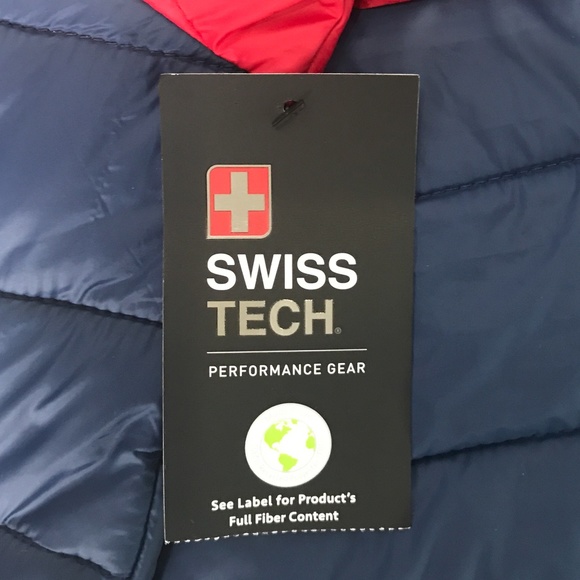 SWISS
TECH®
PERFORMANCE GEAR
See Label for Product's
Full Fiber Content